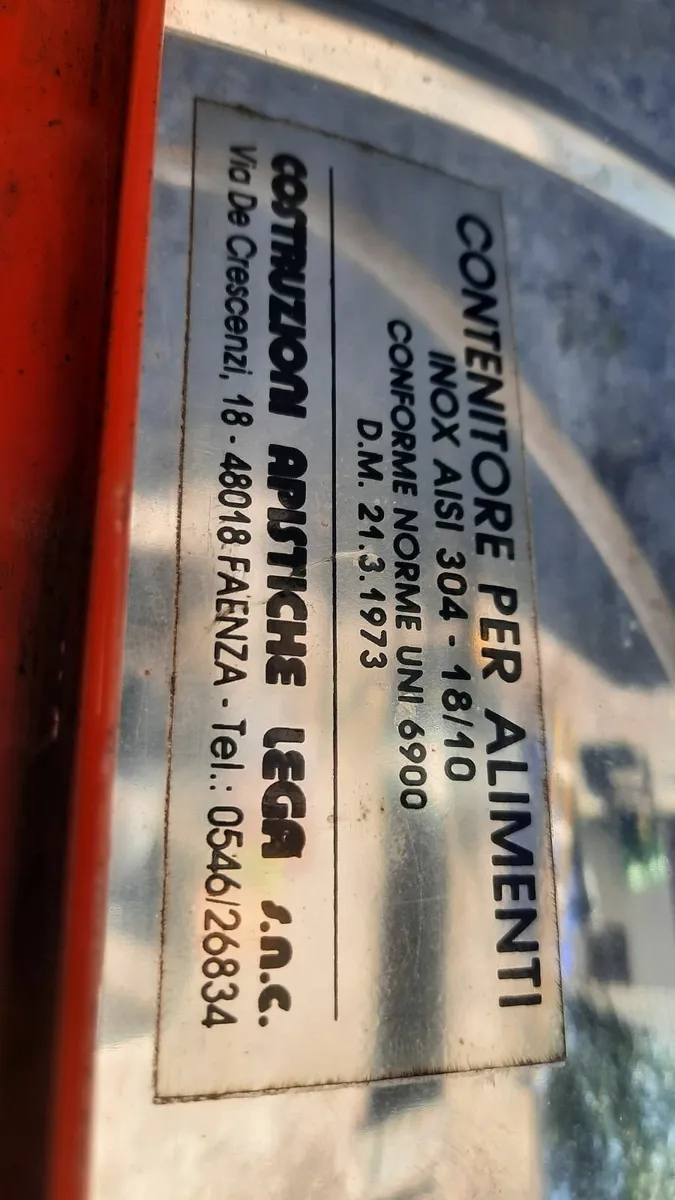 CONTENITORE PER ALIMENTI
INOX AISI 304 - 18/10
CONFORME NORME UNI 6900
D.M. 21.3.1973
COSTRUZIONI APISTICHE LEGA s.n.c.
Via De Crescenzi, 18 - 48018 FAENZA - Tel.: 0546/26834